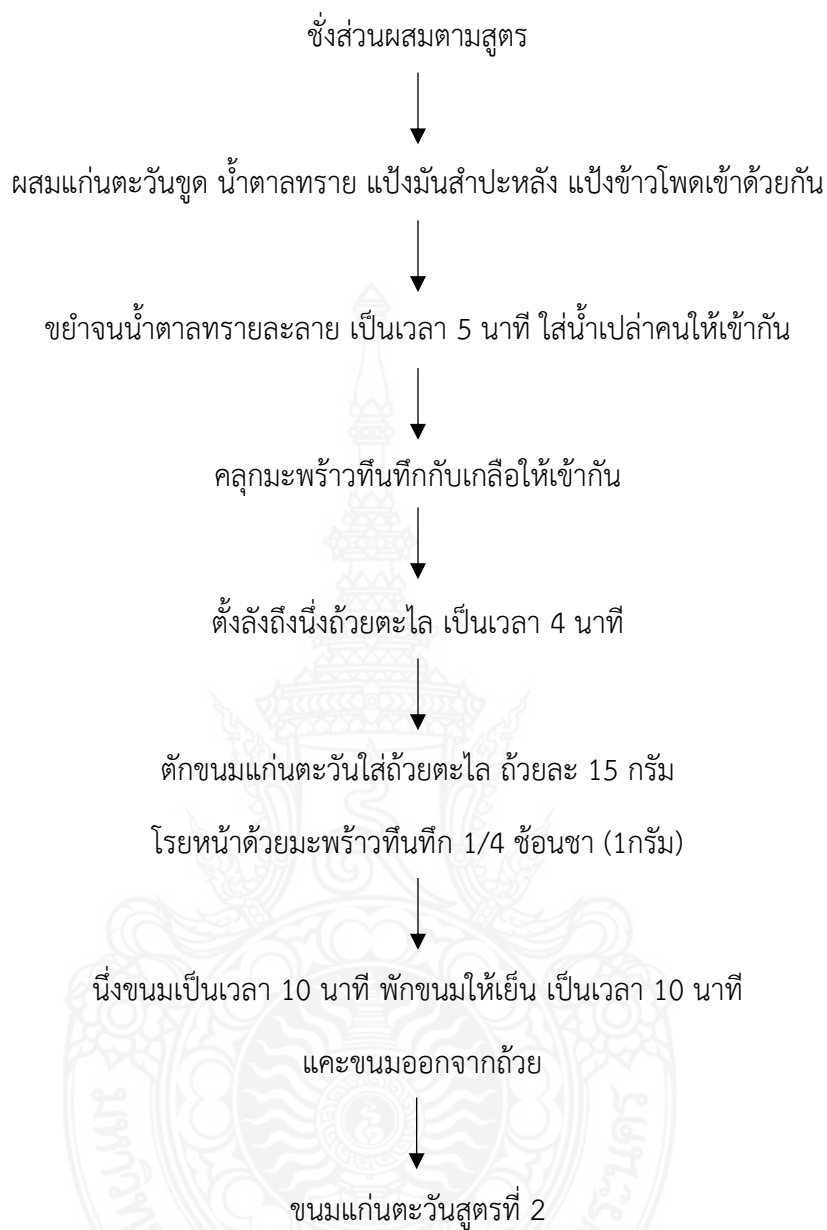 ชั่งส่วนผสมตามสูตร
ผสมแก่นตะวันขูด น้ำตาลทราย แป้งมันสำปะหลัง แป้งข้าวโพดเข้าด้วยกัน
ขยำจนน้ำตาลทรายละลาย เป็นเวลา 5 นาที ใส่น้ำเปล่าคนให้เข้ากัน
คลุกมะพร้าวทึนทึกกับเกลือให้เข้ากัน
ตั้งลังถึงนึ่งถ้วยตะไล เป็นเวลา 4 นาที
ตักขนมแก่นตะวันใส่ถ้วยตะไล ถ้วยละ 15 กรัม
โรยหน้าด้วยมะพร้าวทึนทึก 1/4 ช้อนชา (1กรัม)
นึ่งขนมเป็นเวลา 10 นาที พักขนมให้เย็น เป็นเวลา 10 นาที
แคะขนมออกจากถ้วย
ขนมแก่นตะวันสูตรที่ 2